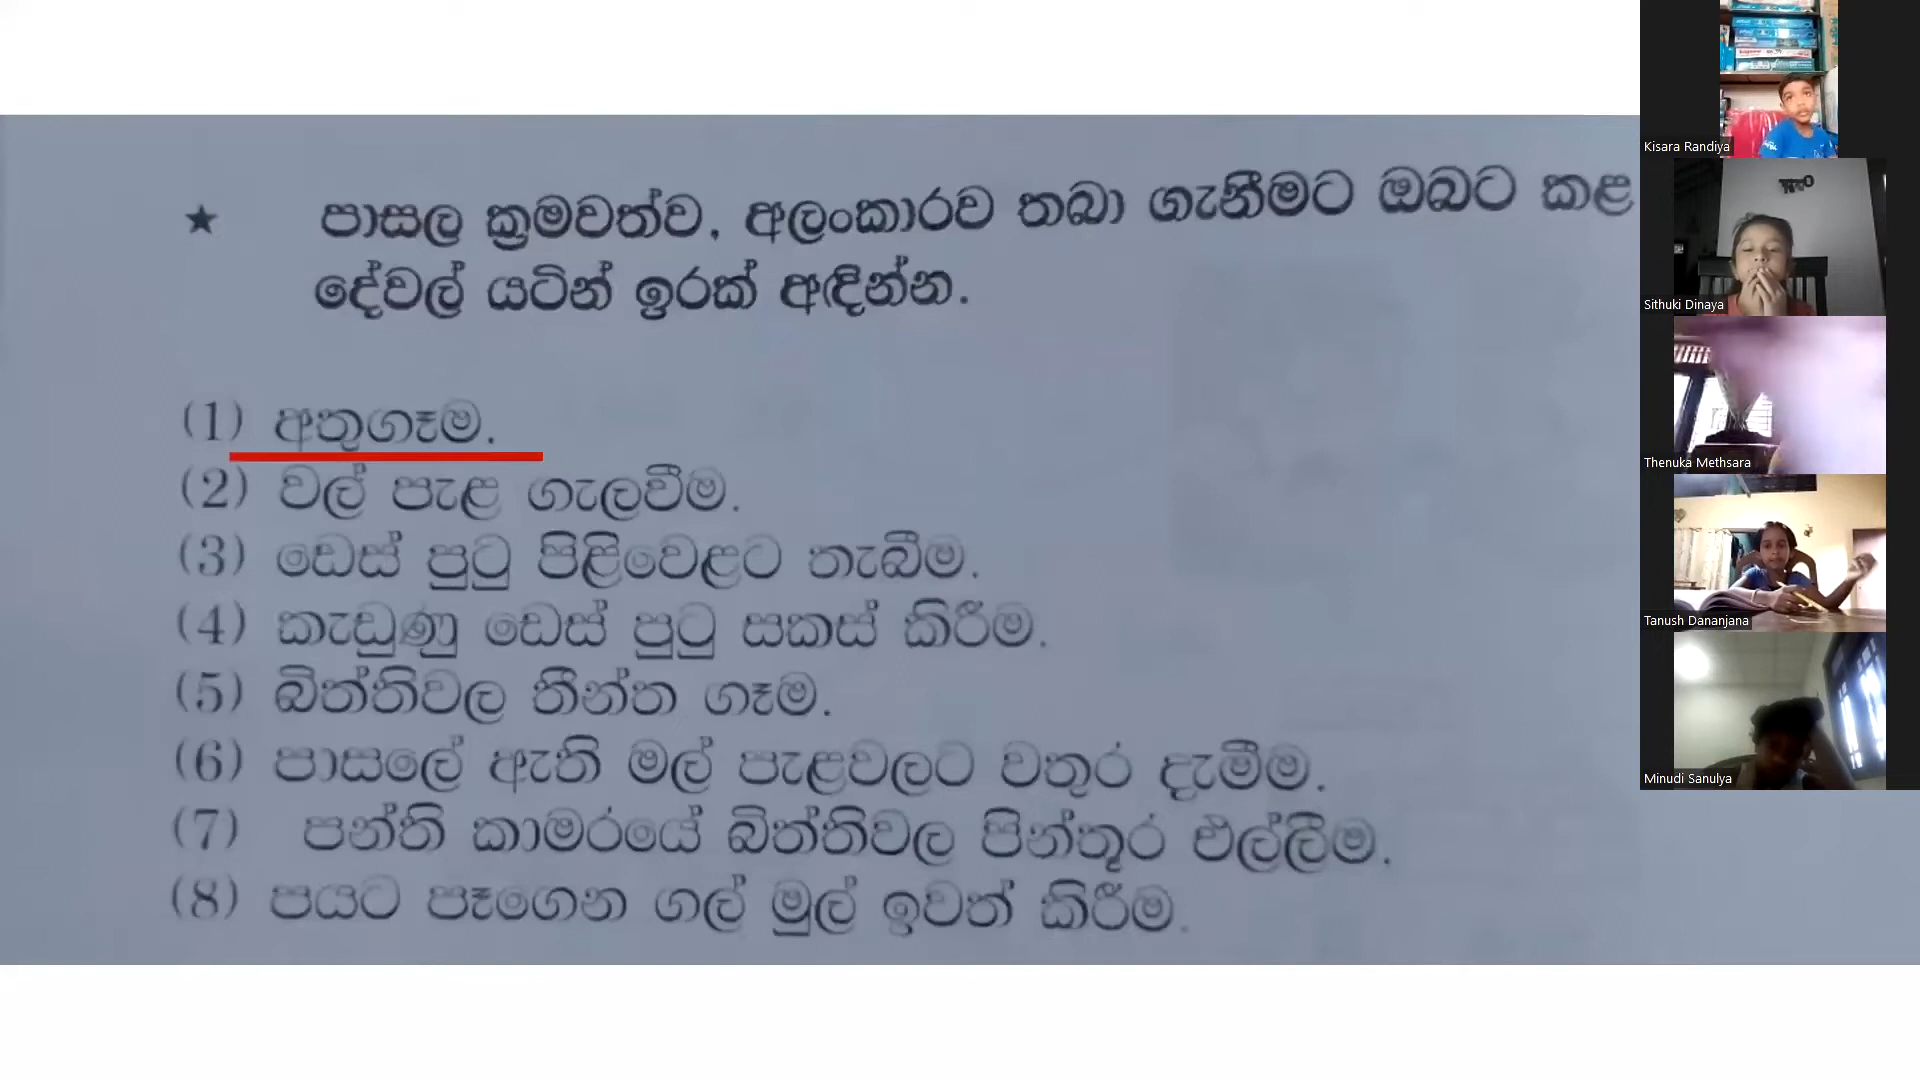 ★ පාසල ක්‍රමවත්ව, අලංකාරව තබා ගැනීමට ඔබට කළ
දේවල් යටින් ඉරක් අඳින්න.
(1) අතුගෑම.
(2) වල් පැළ ගැලවීම.
(3) ඩෙස් පුටු පිළිවෙළට තැබීම.
(4) කැඩුණු ඩෙස් පුටු සකස් කිරීම.
(5) බිත්තිවල තීන්ත ගෑම.
(6) පාසලේ ඇති මල් පැළවලට වතුර දැමීම.
(7) පන්ති කාමරයේ බිත්තිවල පින්තූර එල්ලීම.
(8) පයට පෑගෙන ගල් මුල් ඉවත් කිරීම.
Kisara Randiya
Sithuki Dinaya
Thenuka Methsara
Tanush Dananjana
Minudi Sanulya